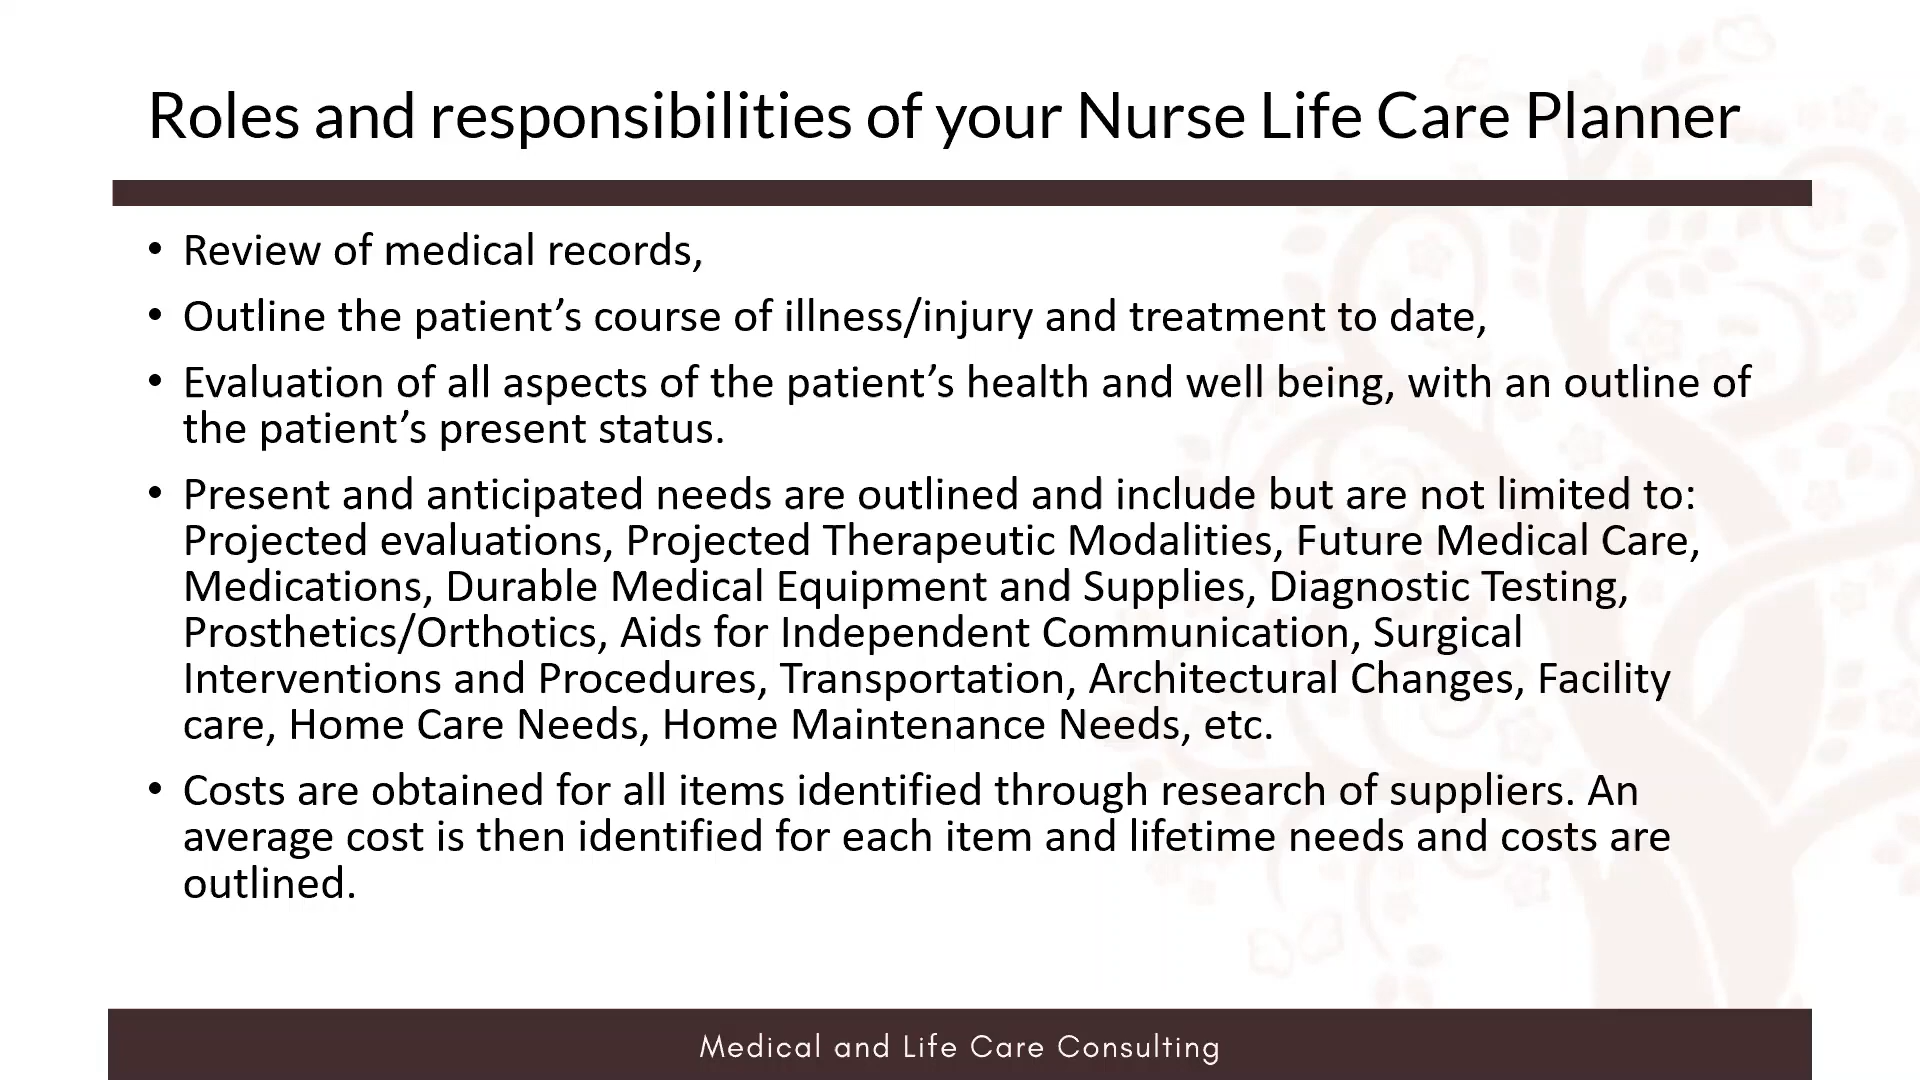 Roles and responsibilities of your Nurse Life Care Planner
• Review of medical records,
• Outline the patient’s course of illness/injury and treatment to date,
• Evaluation of all aspects of the patient’s health and well being, with an outline of
the patient’s present status.
• Present and anticipated needs are outlined and include but are not limited to:
Projected evaluations, Projected Therapeutic Modalities, Future Medical Care,
Medications, Durable Medical Equipment and Supplies, Diagnostic Testing,
Prosthetics/Orthotics, Aids for Independent Communication, Surgical
Interventions and Procedures, Transportation, Architectural Changes, Facility
care, Home Care Needs, Home Maintenance Needs, etc.
• Costs are obtained for all items identified through research of suppliers. An
average cost is then identified for each item and lifetime needs and costs are
outlined.
Medical and Life Care Consulting